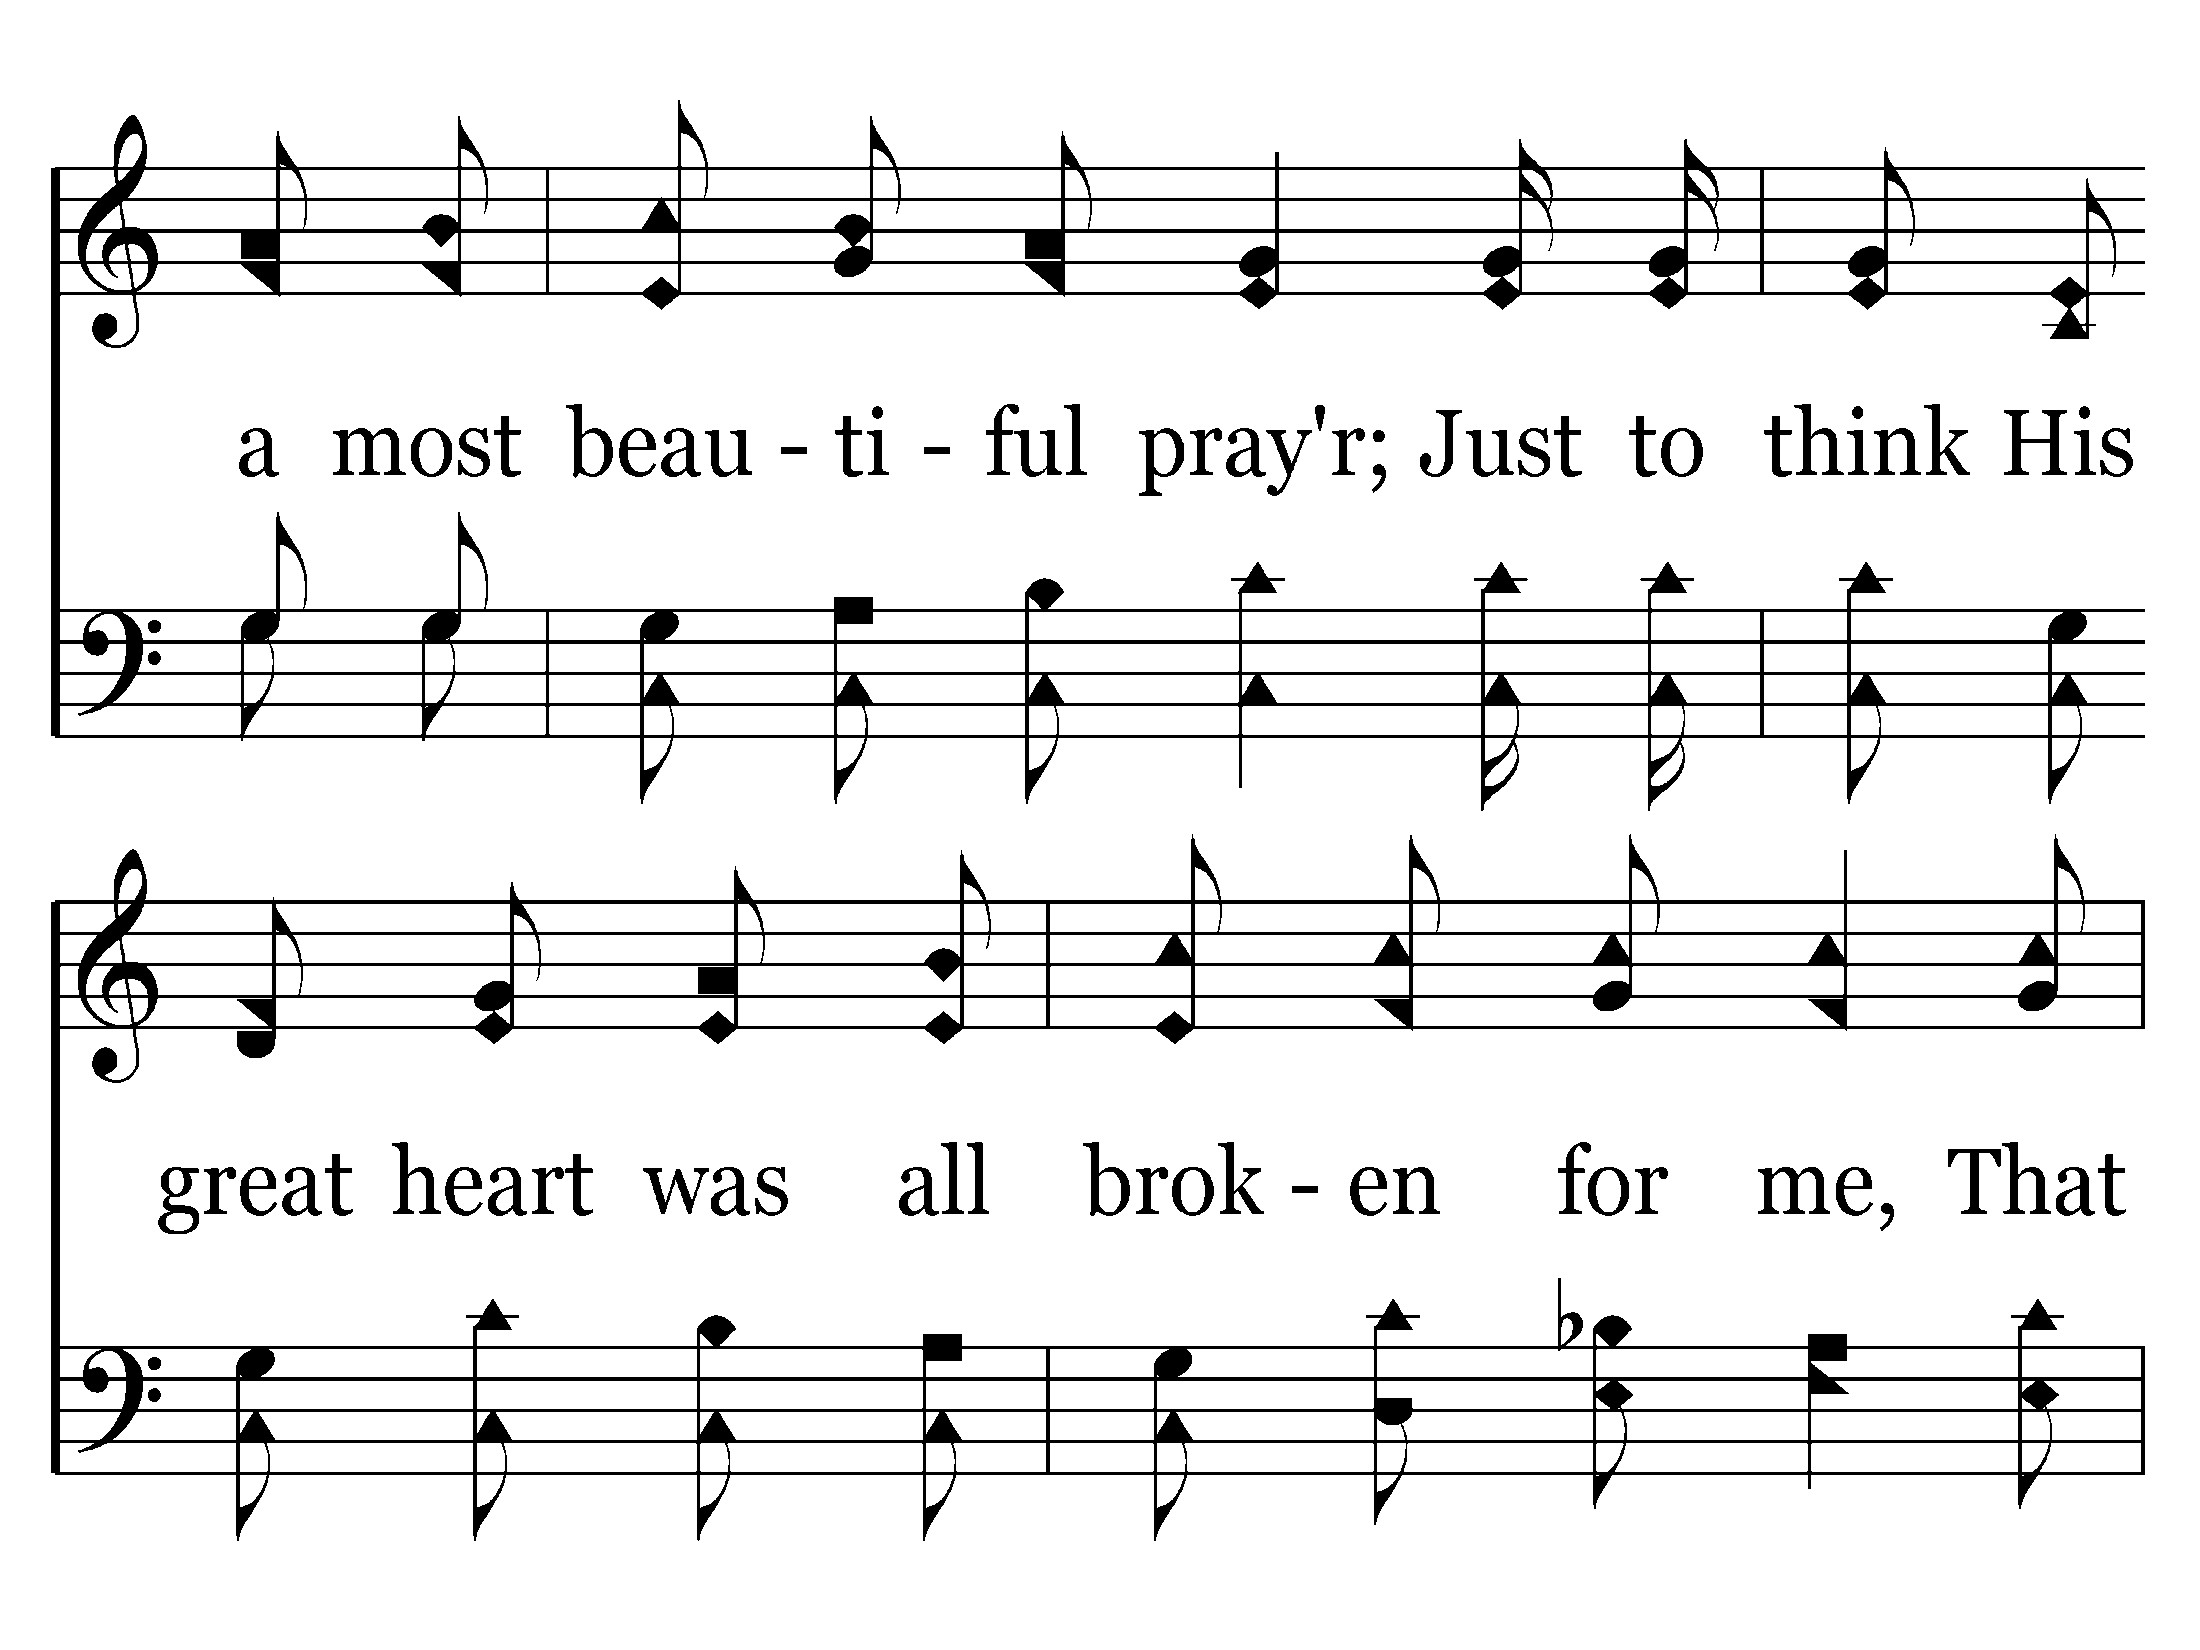 a most beau - ti - ful pray'r; Just to think His
great heart was all brok - en for me, That